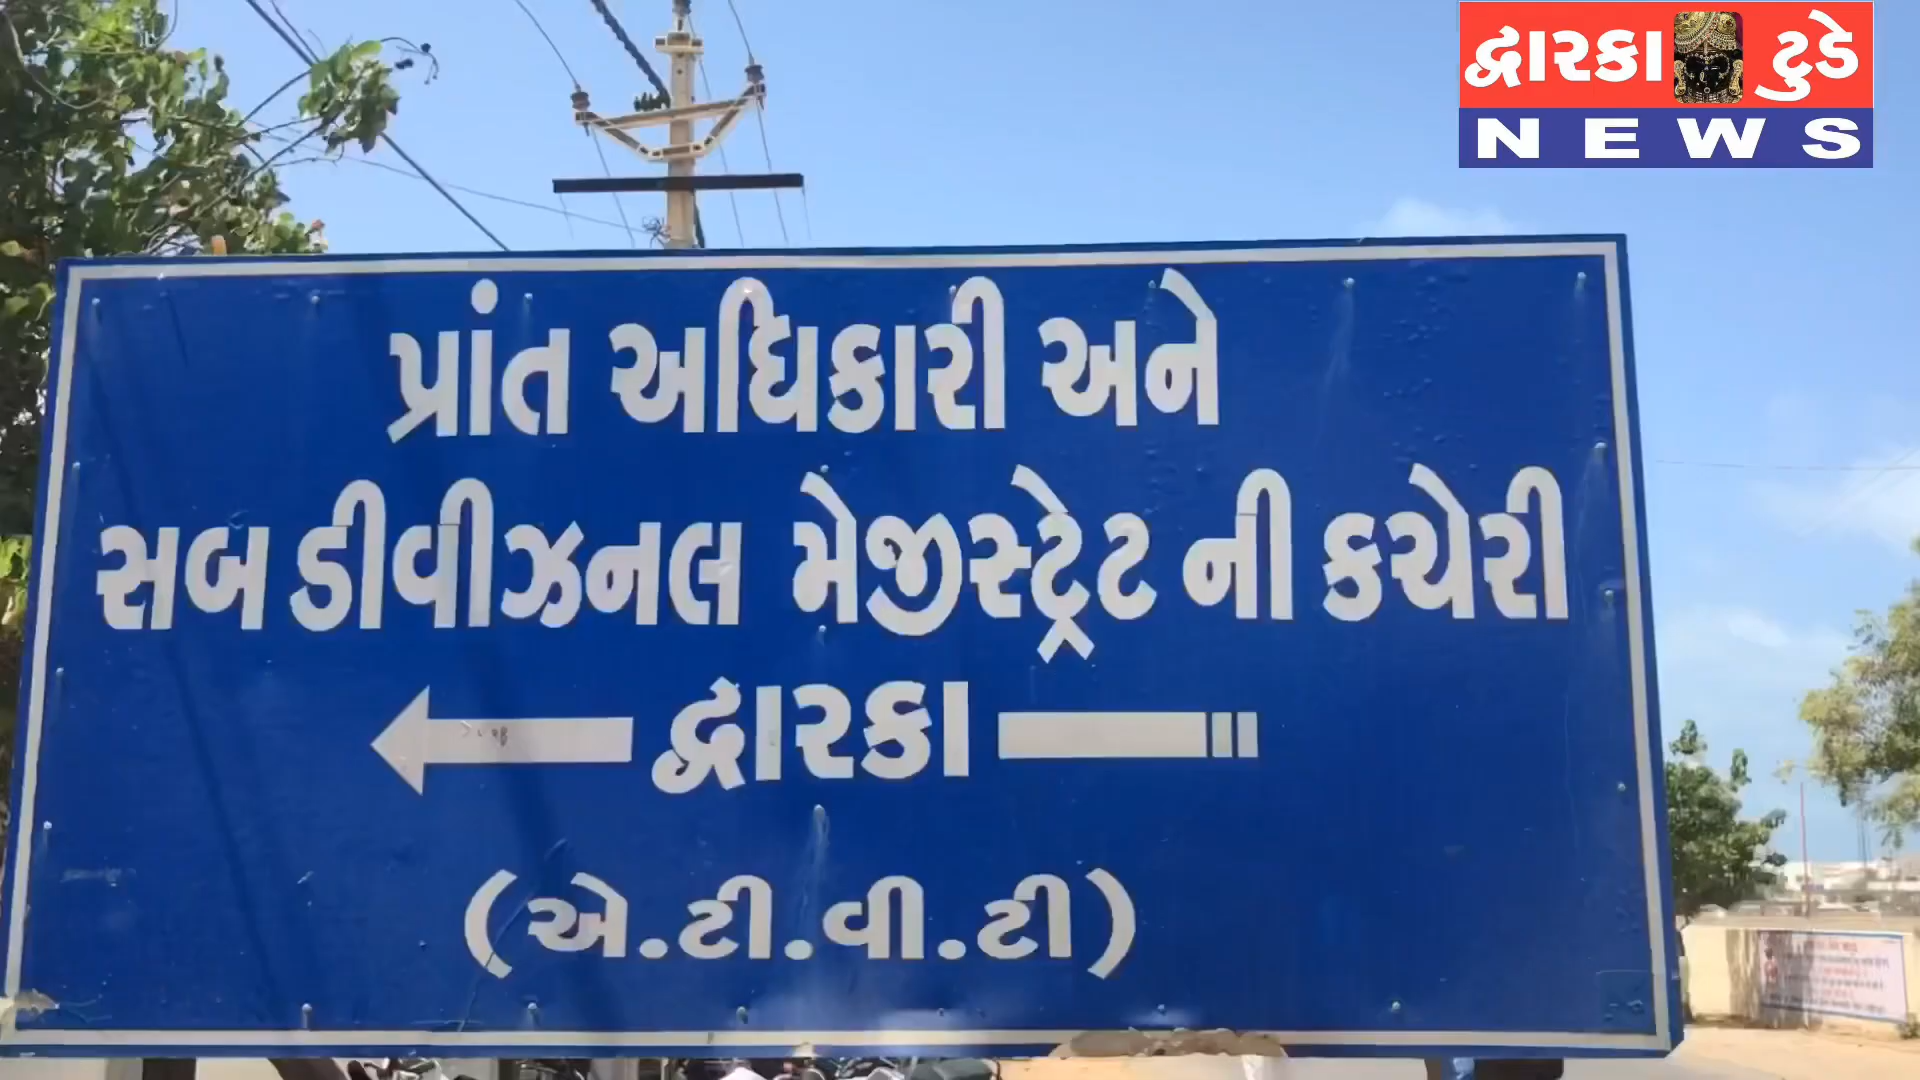 દ્વારકા ટુડે
NEWS
પ્રાંત અધિકારી અને
સબ ડીવીઝનલ મેજીસ્ટ્રેટ ની કચેરી
દ્વારકા
(એ.ટી.વી.ટી)